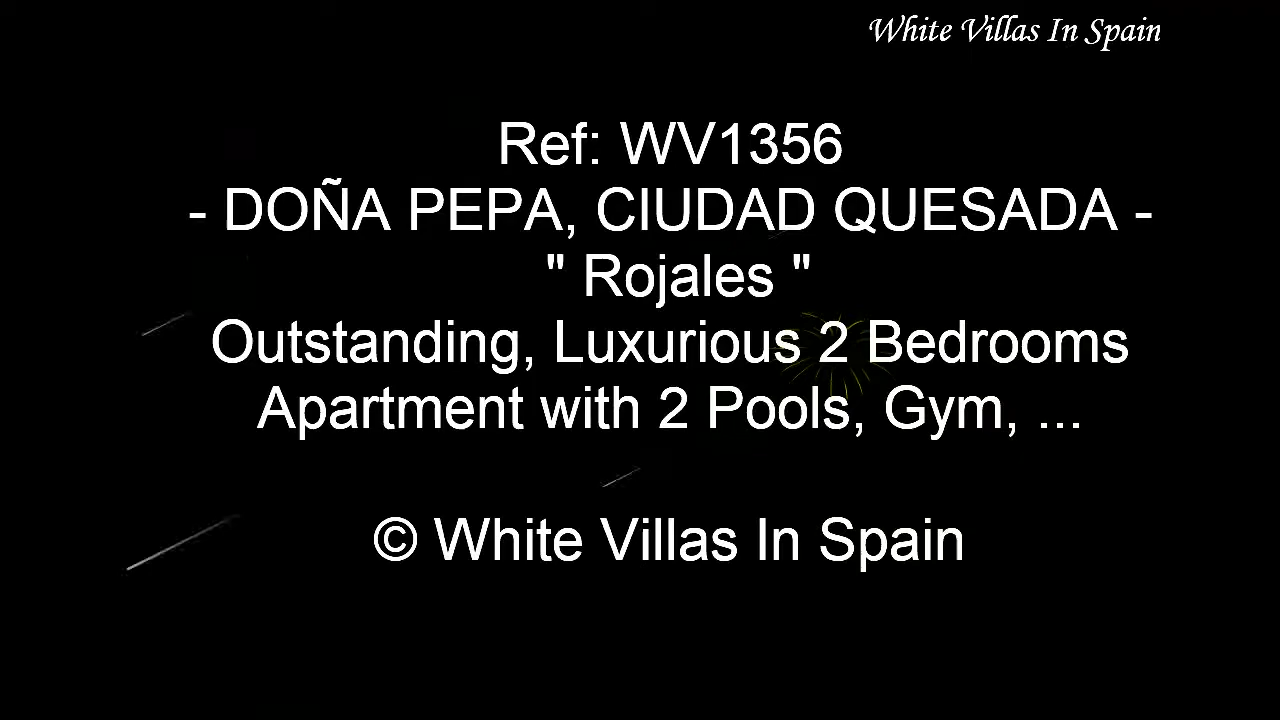 White Villas In Spain
Ref: WV1356
- DOÑA PEPA, CIUDAD QUESADA -
" Rojales "
Outstanding, Luxurious 2 Bedrooms
Apartment with 2 Pools, Gym, ...
© White Villas In Spain